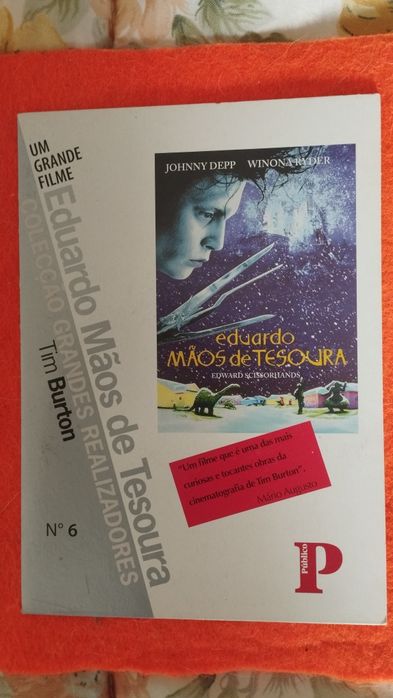 UM
GRANDE
FILME
Eduardo Mãos de Tesoura
COLECÇÃO GRANDES REALIZADORES
Tim Burton
Nº 6
JOHNNY DEPP WINONA RYDER
eduardo
MÃOS de TESOURA
EDWARD SCISSORHANDS
"Um filme que é uma das mais
curiosas e tocantes obras da
cinematografia de Tim Burton".
Mário Augusto
Público
P